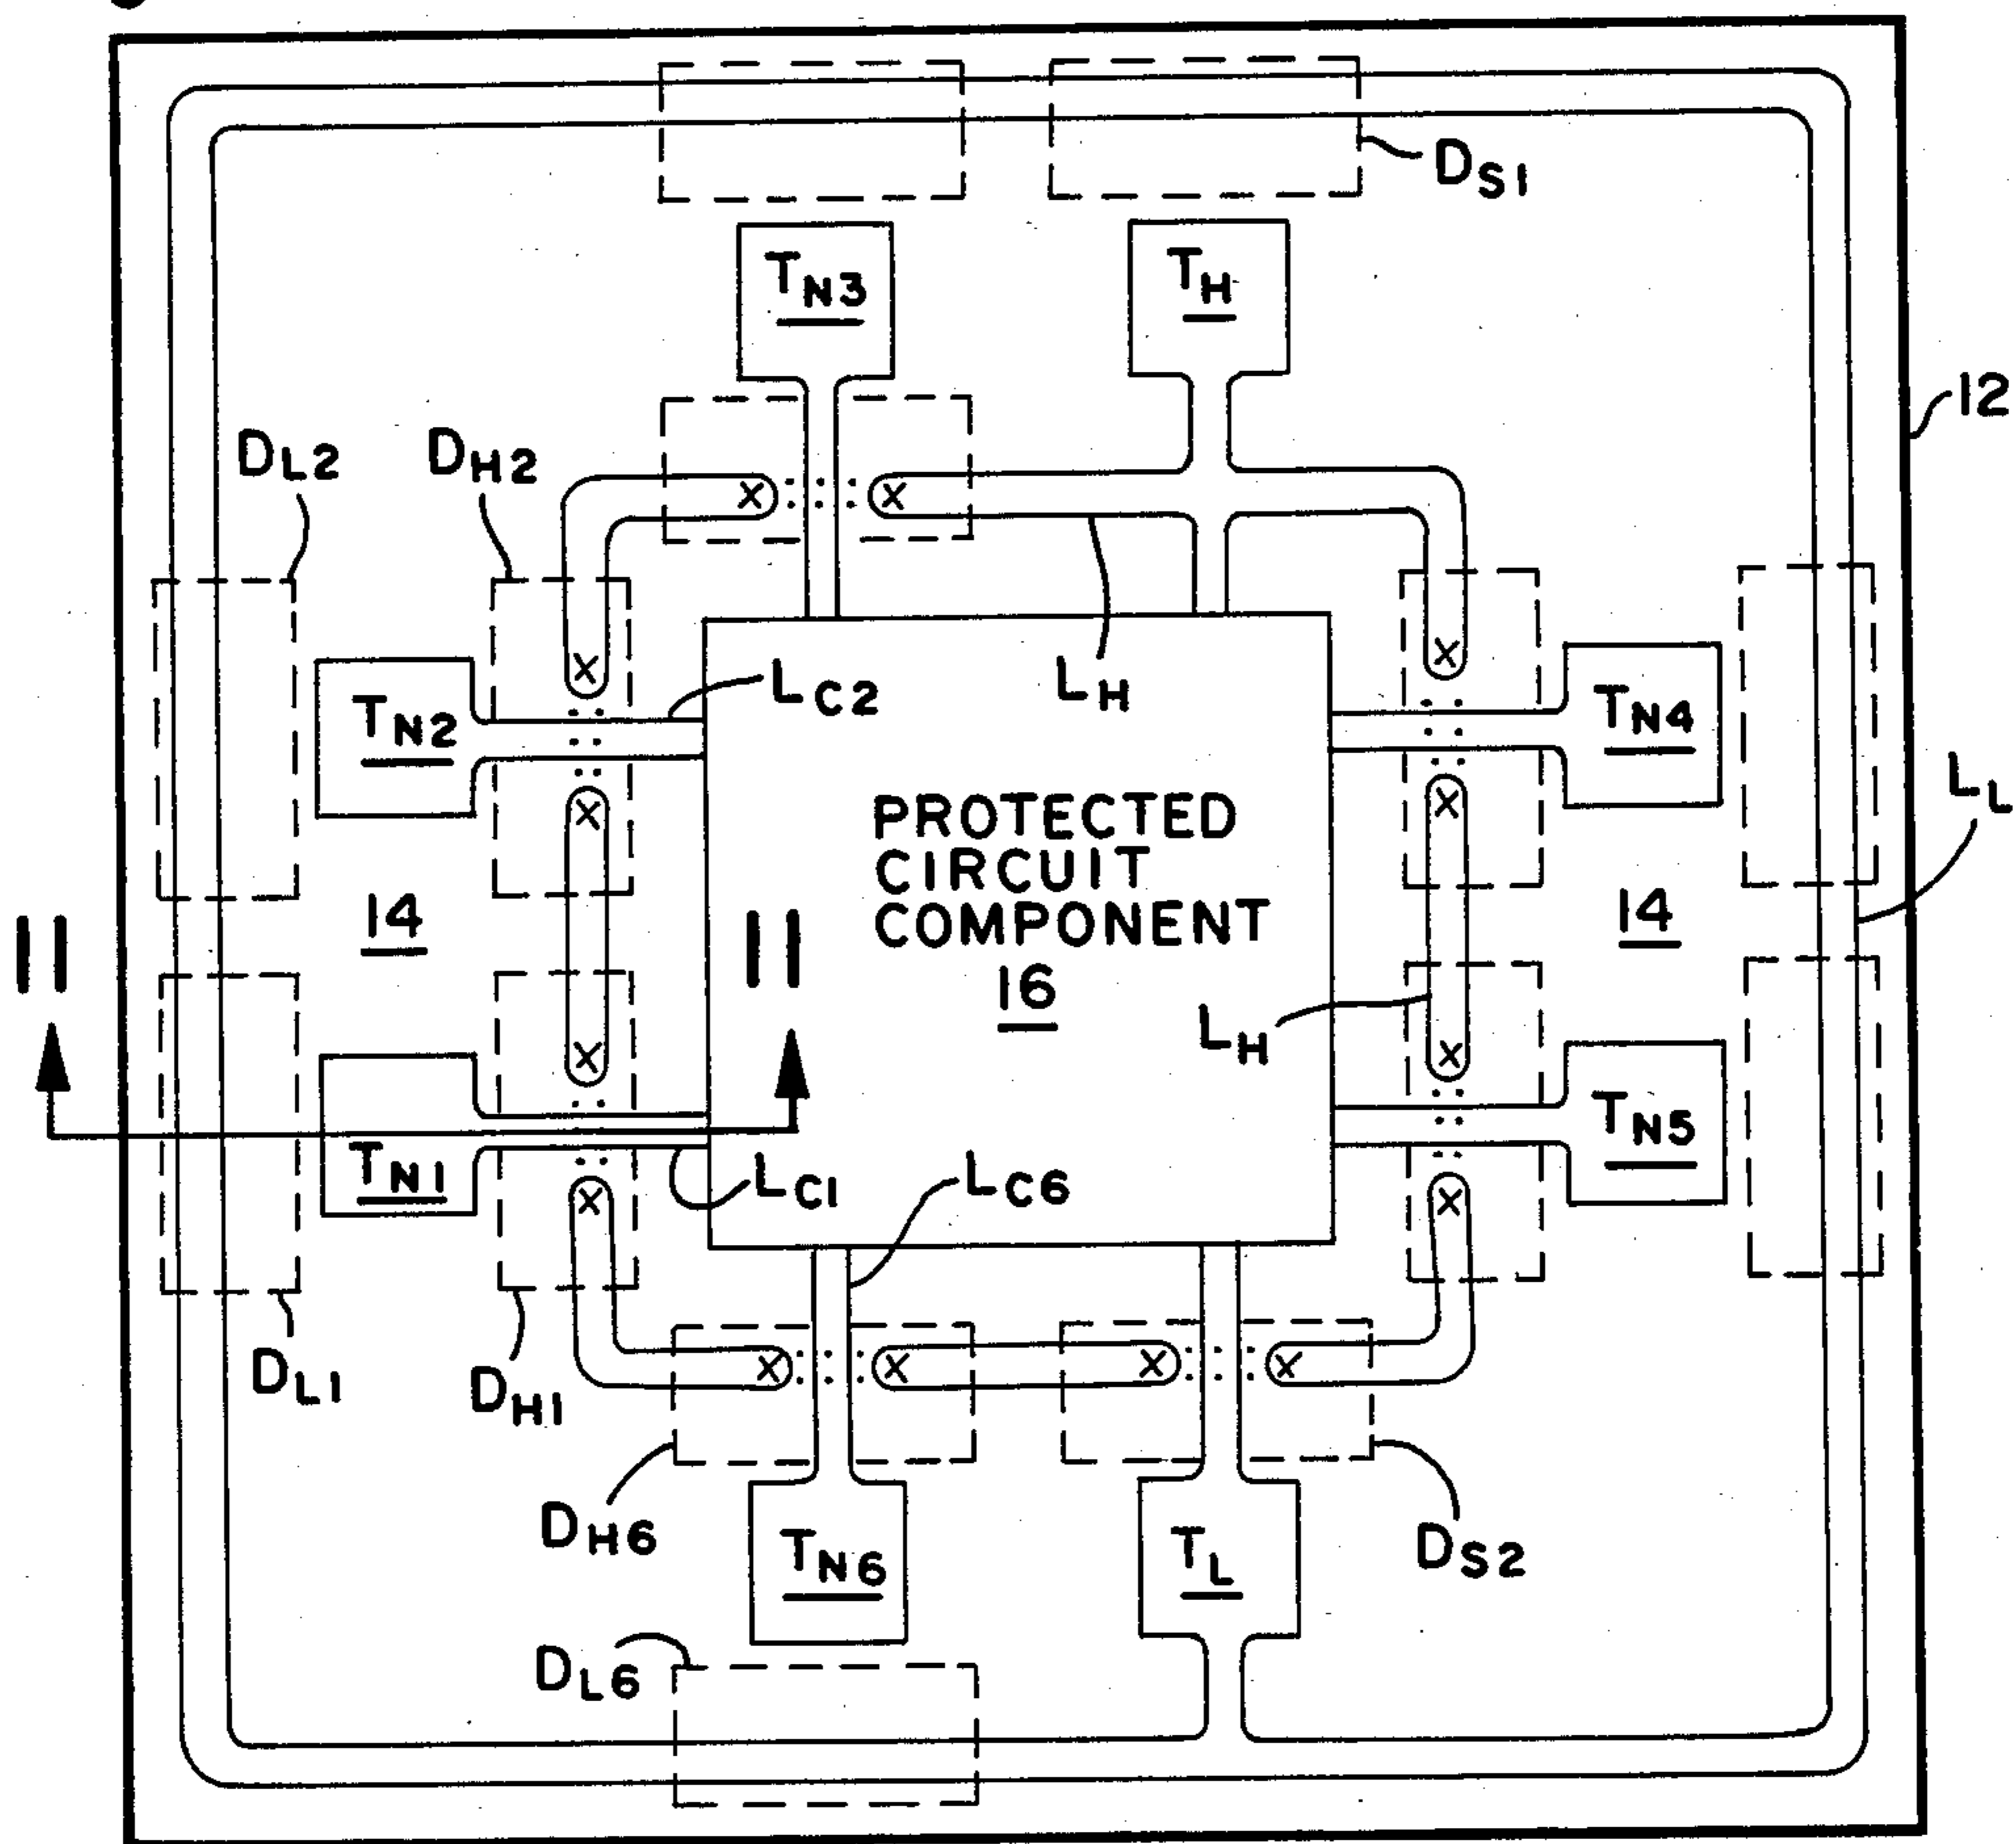 DS1
TN3
TH
12
DL2
DH2
LC2
LH
TN2
TN4
LL
PROTECTED
CIRCUIT
COMPONENT
16
14
14
11
11
LH
TN1
TN5
LC1
LC6
DL1
DH1
DH6
TN6
TL
DS2
DL6